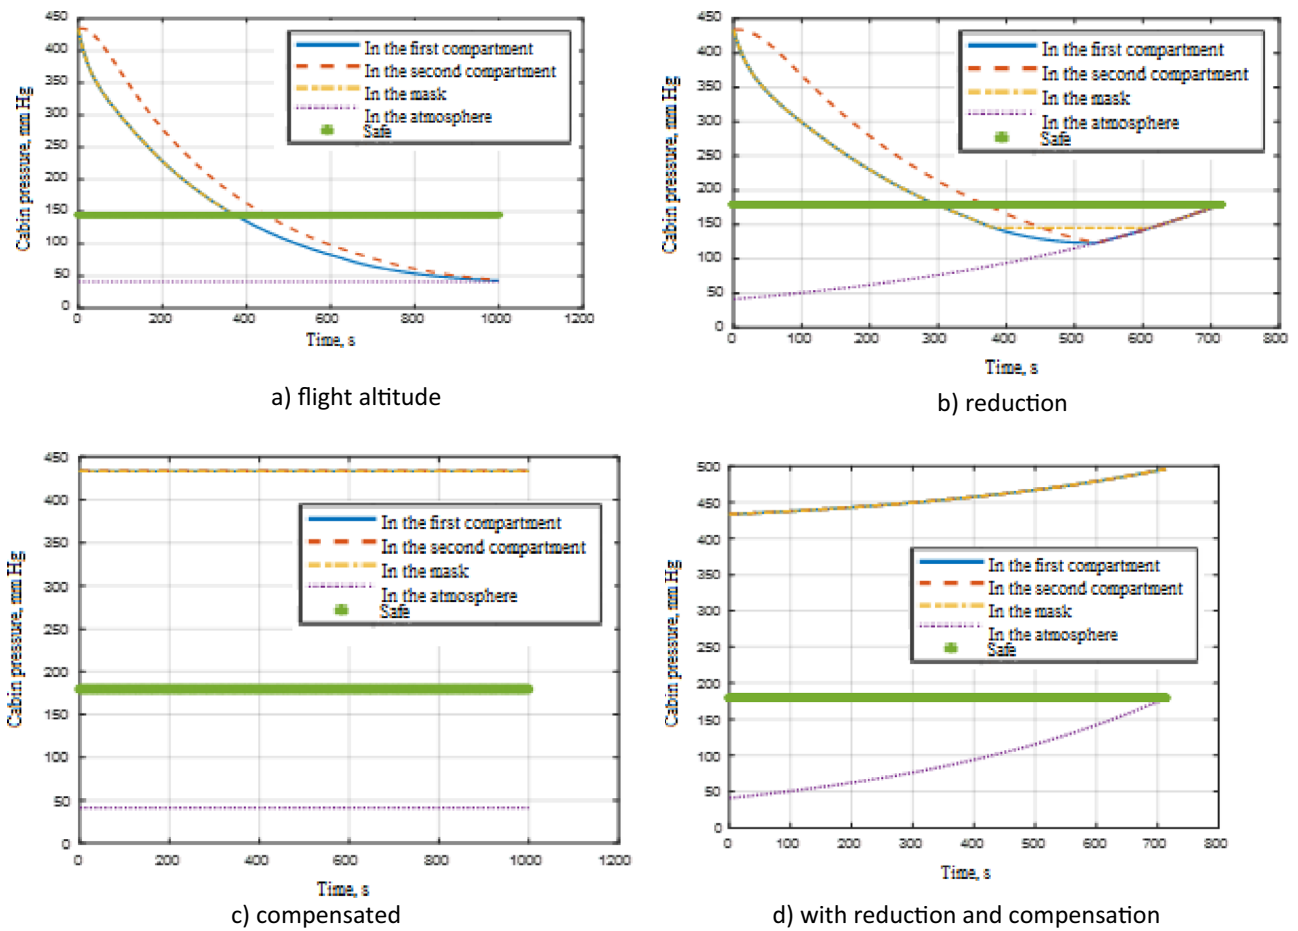 450
400
350
300
250
200
150
100
50
0
Cabin pressure, mm Hg
In the first compartment
In the second compartment
In the mask
In the atmosphere
Safe
0 200 400 600 800 1000 1200
Time, s
a) flight altitude
450
400
350
300
250
200
150
100
50
0
Cabin pressure, mm Hg
In the first compartment
In the second compartment
In the mask
In the atmosphere
Safe
0 100 200 300 400 500 600 700 800
Time, s
b) reduction
450
400
350
300
250
200
150
100
50
0
Cabin pressure, mm Hg
In the first compartment
In the second compartment
In the mask
In the atmosphere
Safe
0 200 400 600 800 1000 1200
Time, s
c) compensated
500
450
400
350
300
250
200
150
100
50
0
Cabin pressure, mm Hg
In the first compartment
In the second compartment
In the mask
In the atmosphere
Safe
0 100 200 300 400 500 600 700 800
Time, s
d) with reduction and compensation